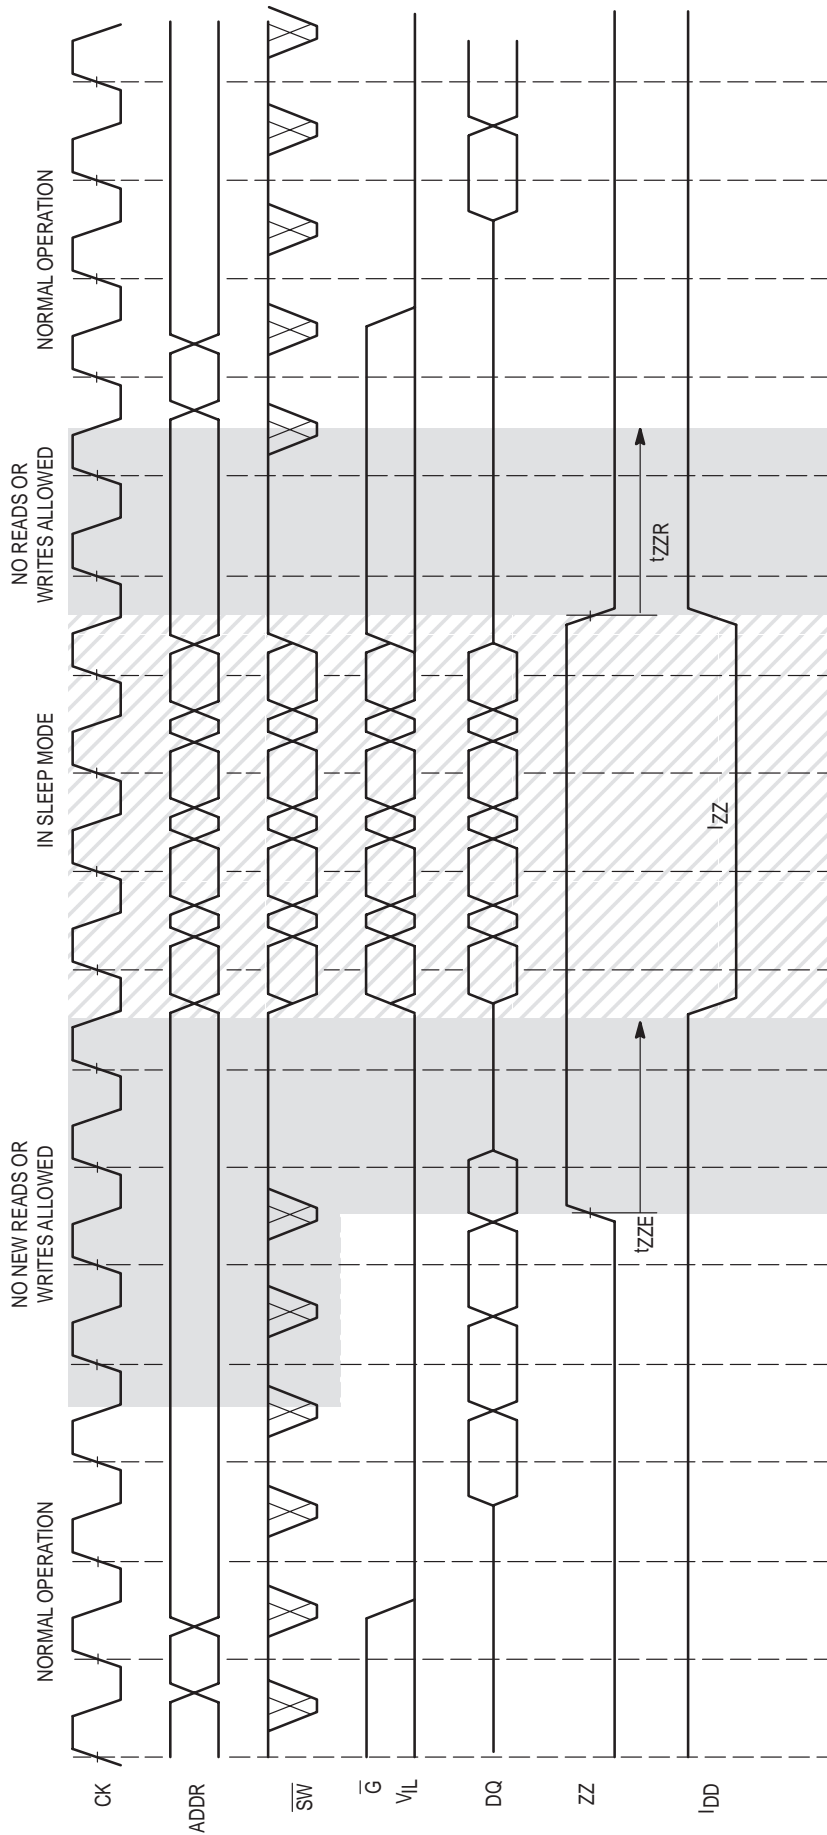 NORMAL OPERATION
NO NEW READS OR
WRITES ALLOWED
IN SLEEP MODE
NO READS OR
WRITES ALLOWED
NORMAL OPERATION
CK
ADDR
SW
G
VIL
DQ
ZZ
tZZE
tZZR
IDD
IZZ